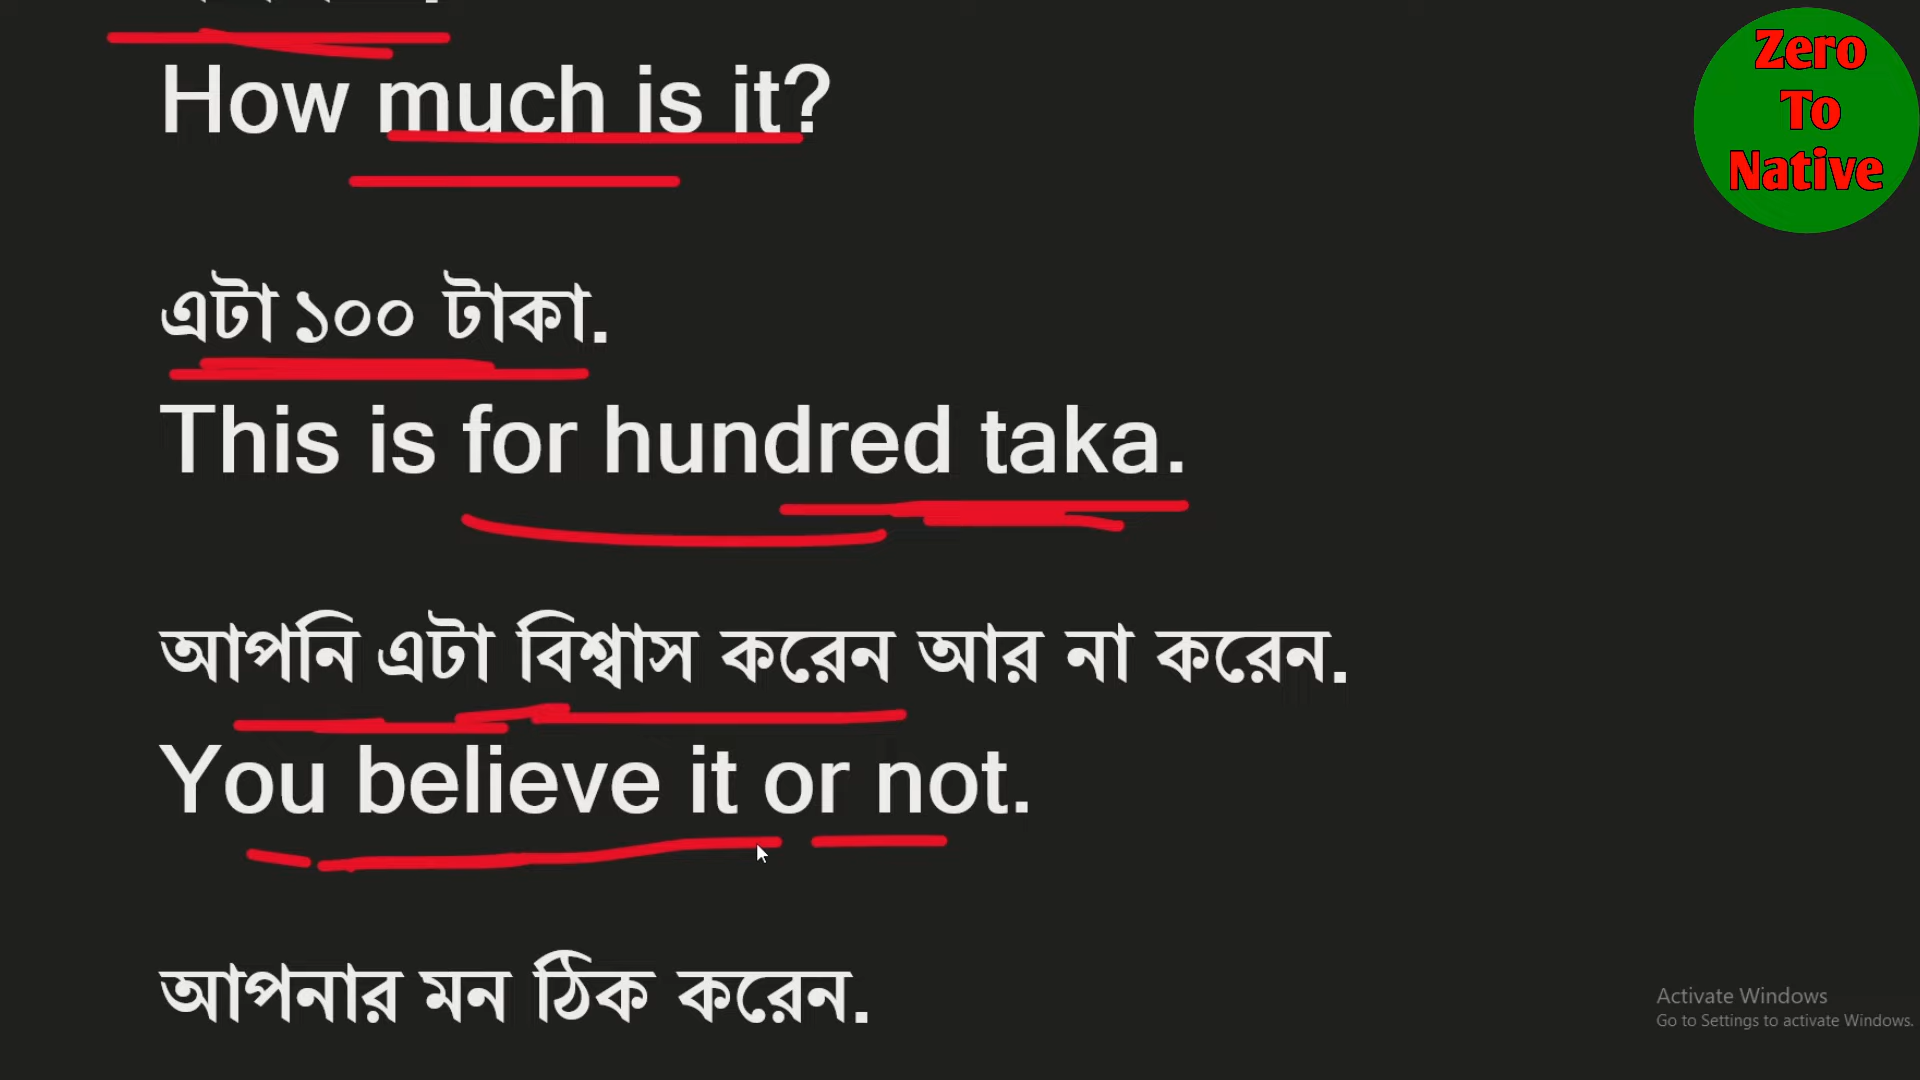 How much is it?
Zero
To
Native
এটা ১০০ টাকা.
This is for hundred taka.
আপনি এটা বিশ্বাস করেন আর না করেন.
You believe it or not.
আপনার মন ঠিক করেন.
Activate Windows
Go to Settings to activate Windows.